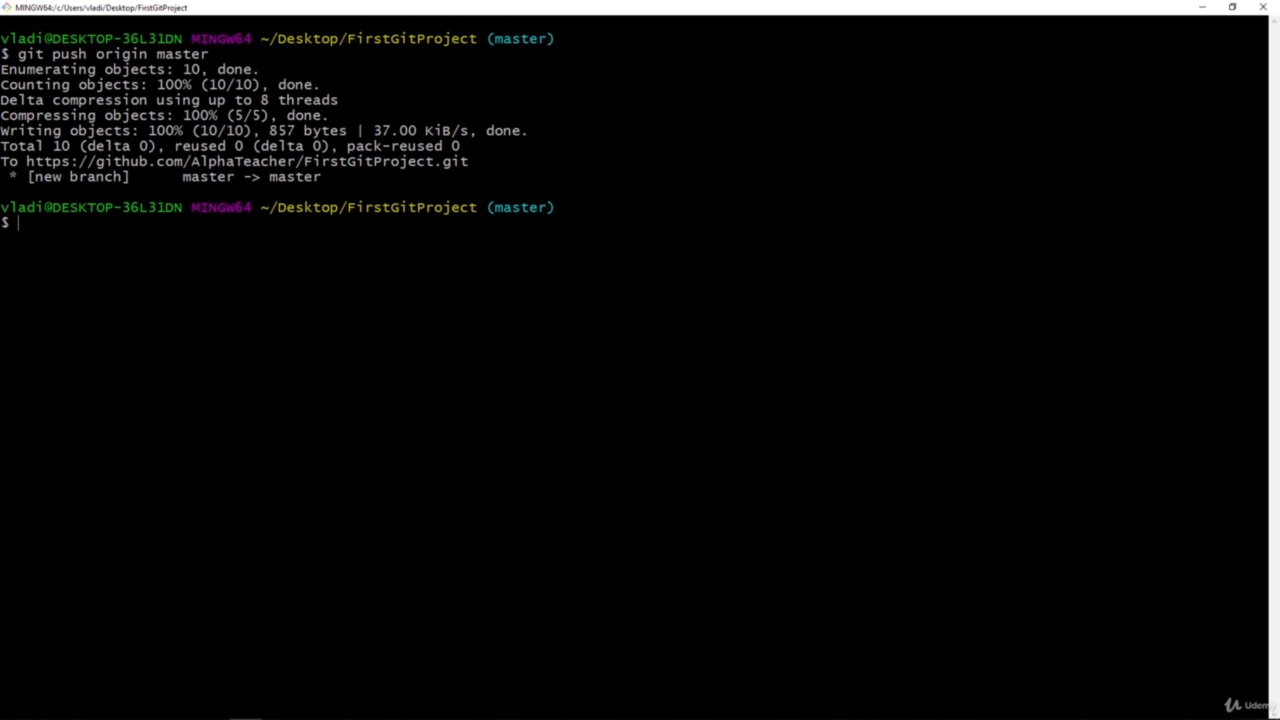 MINGW64:/c/Users/vladi/Desktop/FirstGitProject
vladi@DESKTOP-36L31DN MINGW64 ~/Desktop/FirstGitProject (master)
$ git push origin master
Enumerating objects: 10, done.
Counting objects: 100% (10/10), done.
Delta compression using up to 8 threads
Compressing objects: 100% (5/5), done.
Writing objects: 100% (10/10), 857 bytes | 37.00 KiB/s, done.
Total 10 (delta 0), reused 0 (delta 0), pack-reused 0
To https://github.com/AlphaTeacher/FirstGitProject.git
 * [new branch]      master -> master
vladi@DESKTOP-36L31DN MINGW64 ~/Desktop/FirstGitProject (master)
$
Udemy